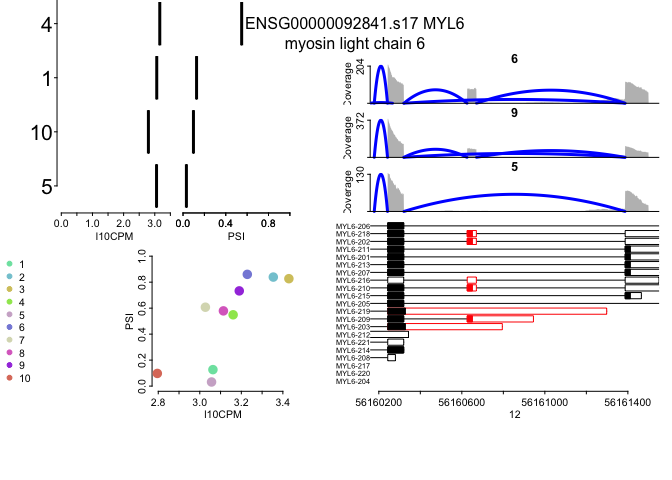 ENSG00000092841.s17 MYL6
myosin light chain 6
4
1
10
5
0.0 1.0 2.0 3.0
l10CPM
0.0 0.4 0.8
PSI
6
204
Coverage
9
372
Coverage
5
130
Coverage
MYL6-206
MYL6-218
MYL6-202
MYL6-211
MYL6-201
MYL6-213
MYL6-207
MYL6-216
MYL6-210
MYL6-215
MYL6-205
MYL6-219
MYL6-209
MYL6-203
MYL6-212
MYL6-221
MYL6-214
MYL6-208
MYL6-217
MYL6-220
MYL6-204
56160200 56160600 56161000 56161400
12
1
2
3
4
5
6
7
8
9
10
PSI
0.0 0.2 0.4 0.6 0.8 1.0
2.8 3.0 3.2 3.4
l10CPM